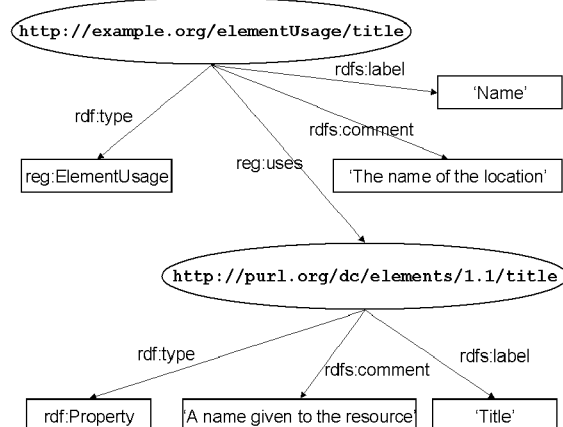 http://example.org/elementUsage/title
rdfs:label
‘Name’
rdf:type
rdfs:comment
reg:uses
reg:ElementUsage
‘The name of the location’
http://purl.org/dc/elements/1.1/title
rdf:type
rdfs:comment
rdfs:label
rdf:Property
‘A name given to the resource’
‘Title’